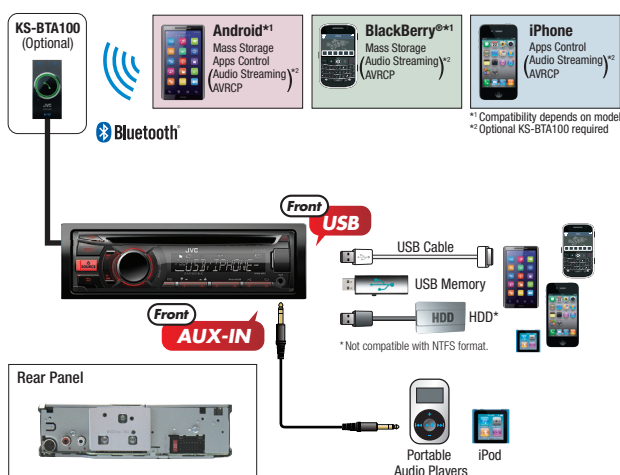 KS-BTA100
(Optional)
JVC
Bluetooth®
Android*1
Mass Storage
Apps Control
(Audio Streaming)*2
AVRCP
BlackBerry®*1
Mass Storage
(Audio Streaming)*2
AVRCP
iPhone
Apps Control
(Audio Streaming)*2
AVRCP
*1 Compatibility depends on model
*2 Optional KS-BTA100 required
Front
USB
JVC
SOURCE
USB/IPHONE
Front
AUX-IN
USB Cable
USB Memory
HDD
HDD*
*Not compatible with NTFS format.
Rear Panel
Portable
Audio Players
iPod